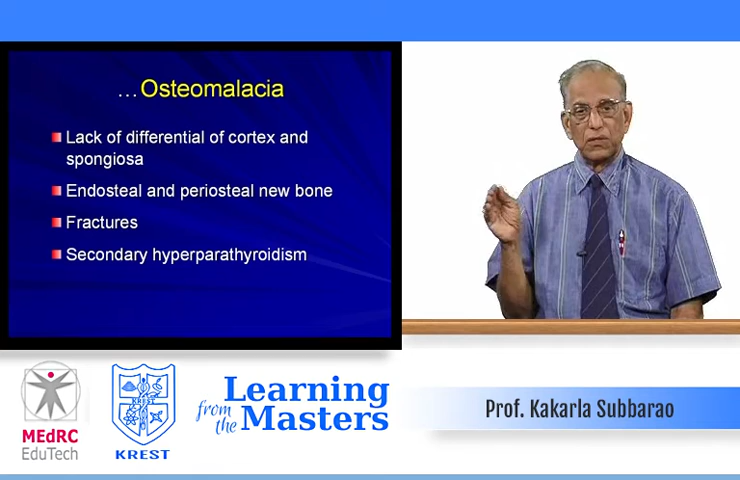 ...Osteomalacia
Lack of differential of cortex and
spongiosa
Endosteal and periosteal new bone
Fractures
Secondary hyperparathyroidism
MEdRC
EduTech
KREST
KREST
Learning
from the Masters
Prof. Kakarla Subbarao